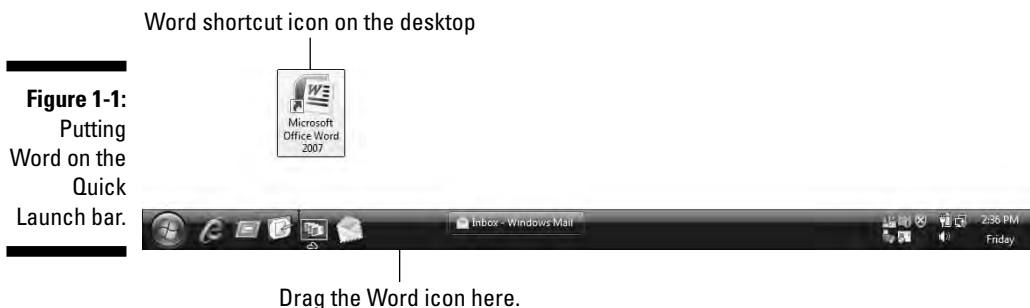 Word shortcut icon on the desktop
Figure 1-1:
Putting
Word on the
Quick
Launch bar.
Microsoft
Office Word
2007
Inbox - Windows Mail
2:36 PM
Friday
Drag the Word icon here.